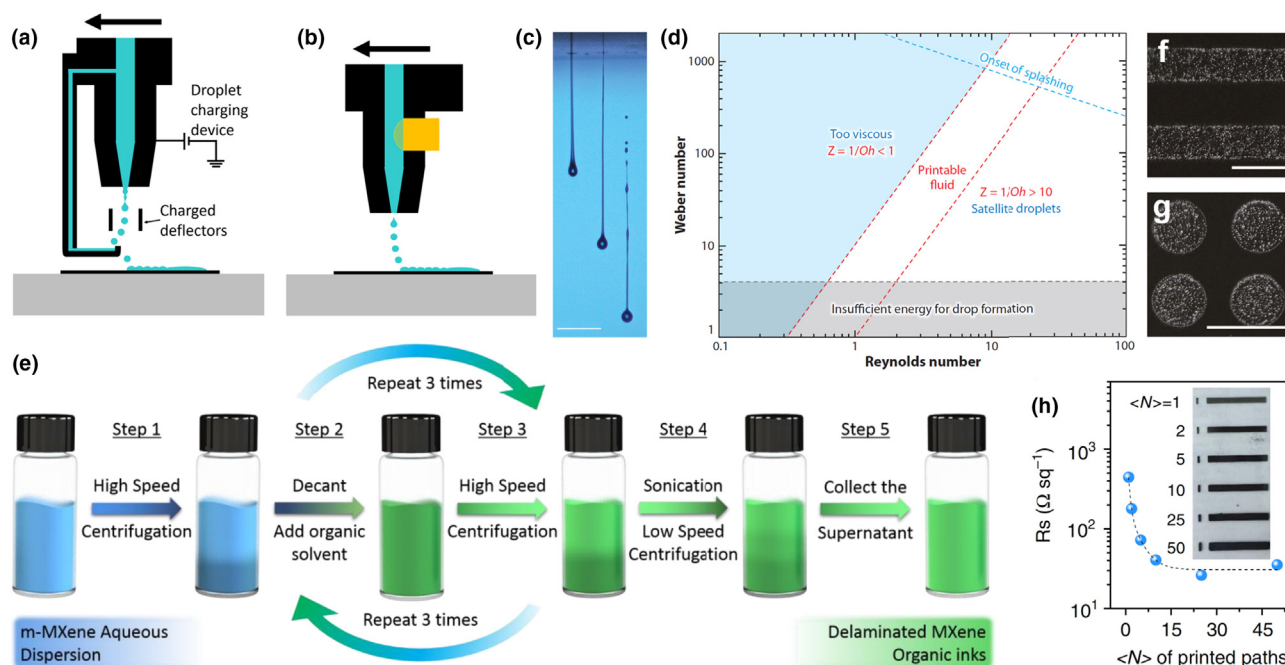 (a)
Droplet
charging
device
Charged
deflectors
(b)
(c)
(d)
1000
100
10
1
0.1
1
10
100
Weber number
Reynolds number
Onset of splashing
Too viscous
Z = 1/Oh < 1
Printable
fluid
Z = 1/Oh > 10
Satellite droplets
Insufficient energy for drop formation
f
g
(e)
Repeat 3 times
Step 1
High Speed
Centrifugation
Step 2
Decant
Add organic
solvent
Step 3
High Speed
Centrifugation
Step 4
Sonication
Low Speed
Centrifugation
Step 5
Collect the
Supernatant
Repeat 3 times
m-MXene Aqueous
Dispersion
Delaminated MXene
Organic inks
(h)
<N>=1
2
5
10
25
50
Rs (Ω sq⁻¹)
10³
10²
10¹
0
15
30
45
<N> of printed paths